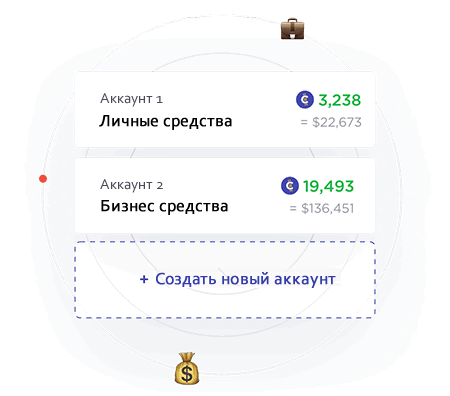 Аккаунт 1
3,238
Личные средства
= $22,673
Аккаунт 2
19,493
Бизнес средства
= $136,451
+ Создать новый аккаунт